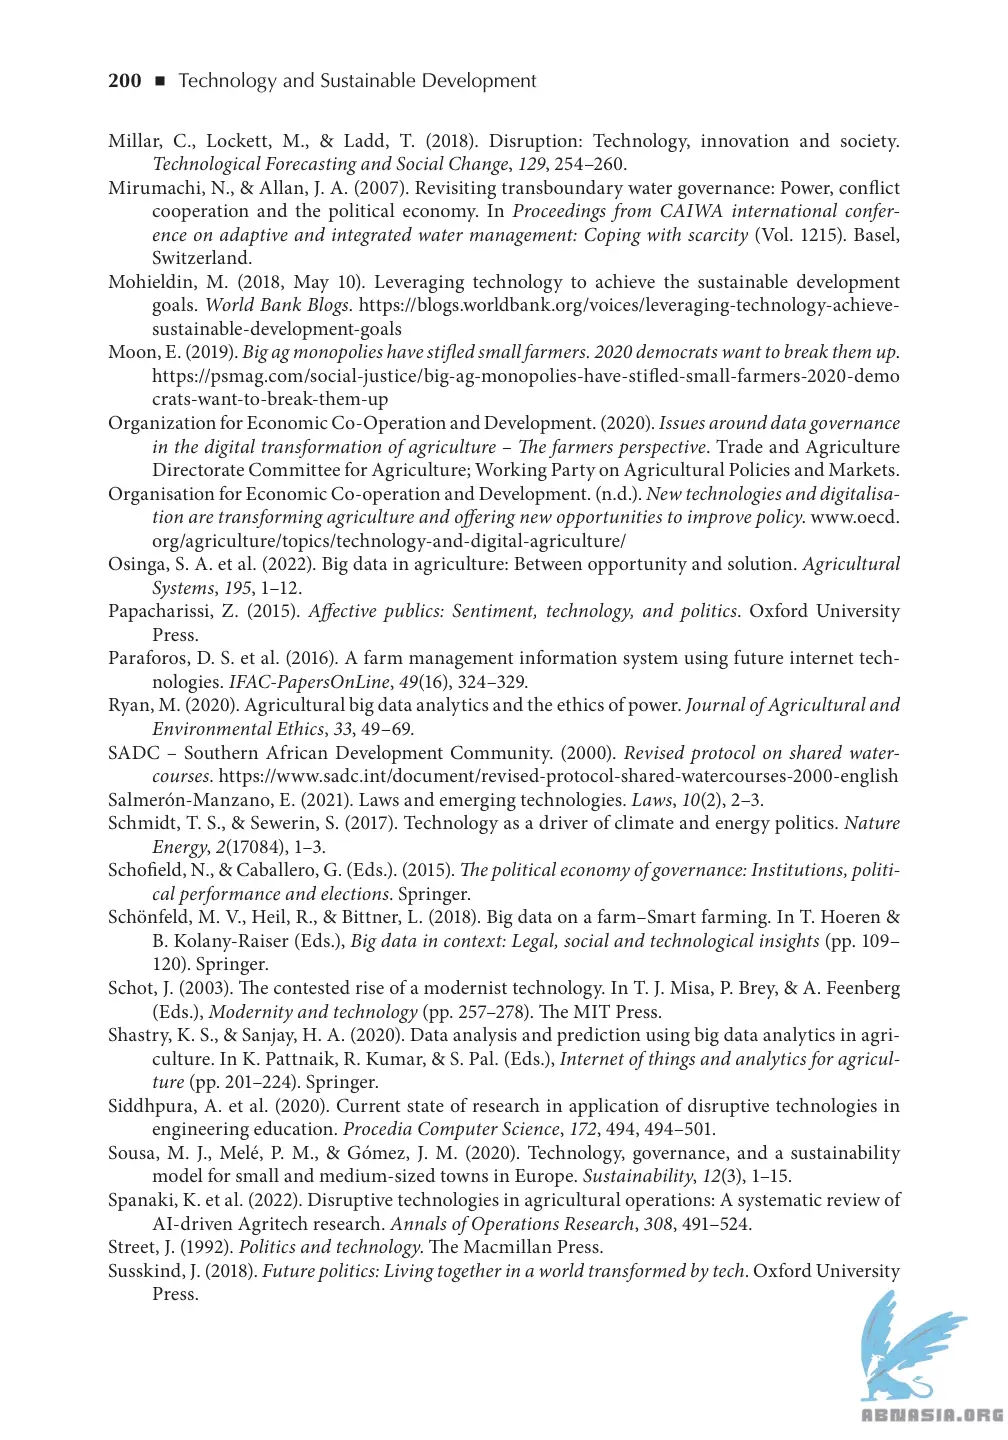 200 ■ Technology and Sustainable Development
Millar, C., Lockett, M., & Ladd, T. (2018). Disruption: Technology, innovation and society.
Technological Forecasting and Social Change, 129, 254–260.
Mirumachi, N., & Allan, J. A. (2007). Revisiting transboundary water governance: Power, conflict
cooperation and the political economy. In Proceedings from CAIWA international confer-
ence on adaptive and integrated water management: Coping with scarcity (Vol. 1215). Basel,
Switzerland.
Mohieldin, M. (2018, May 10). Leveraging technology to achieve the sustainable development
goals. World Bank Blogs. https://blogs.worldbank.org/voices/leveraging-technology-achieve-
sustainable-development-goals
Moon, E. (2019). Big ag monopolies have stifled small farmers. 2020 democrats want to break them up.
https://psmag.com/social-justice/big-ag-monopolies-have-stifled-small-farmers-2020-demo
crats-want-to-break-them-up
Organization for Economic Co-Operation and Development. (2020). Issues around data governance
in the digital transformation of agriculture – The farmers perspective. Trade and Agriculture
Directorate Committee for Agriculture; Working Party on Agricultural Policies and Markets.
Organisation for Economic Co-operation and Development. (n.d.). New technologies and digitalisa-
tion are transforming agriculture and offering new opportunities to improve policy. www.oecd.
org/agriculture/topics/technology-and-digital-agriculture/
Osinga, S. A. et al. (2022). Big data in agriculture: Between opportunity and solution. Agricultural
Systems, 195, 1–12.
Papacharissi, Z. (2015). Affective publics: Sentiment, technology, and politics. Oxford University
Press.
Paraforos, D. S. et al. (2016). A farm management information system using future internet tech-
nologies. IFAC-PapersOnLine, 49(16), 324–329.
Ryan, M. (2020). Agricultural big data analytics and the ethics of power. Journal of Agricultural and
Environmental Ethics, 33, 49–69.
SADC – Southern African Development Community. (2000). Revised protocol on shared water-
courses. https://www.sadc.int/document/revised-protocol-shared-watercourses-2000-english
Salmerón-Manzano, E. (2021). Laws and emerging technologies. Laws, 10(2), 2–3.
Schmidt, T. S., & Sewerin, S. (2017). Technology as a driver of climate and energy politics. Nature
Energy, 2(17084), 1–3.
Schofield, N., & Caballero, G. (Eds.). (2015). The political economy of governance: Institutions, politi-
cal performance and elections. Springer.
Schönfeld, M. V., Heil, R., & Bittner, L. (2018). Big data on a farm–Smart farming. In T. Hoeren &
B. Kolany-Raiser (Eds.), Big data in context: Legal, social and technological insights (pp. 109–
120). Springer.
Schot, J. (2003). The contested rise of a modernist technology. In T. J. Misa, P. Brey, & A. Feenberg
(Eds.), Modernity and technology (pp. 257–278). The MIT Press.
Shastry, K. S., & Sanjay, H. A. (2020). Data analysis and prediction using big data analytics in agri-
culture. In K. Pattnaik, R. Kumar, & S. Pal. (Eds.), Internet of things and analytics for agricul-
ture (pp. 201–224). Springer.
Siddhpura, A. et al. (2020). Current state of research in application of disruptive technologies in
engineering education. Procedia Computer Science, 172, 494, 494–501.
Sousa, M. J., Melé, P. M., & Gómez, J. M. (2020). Technology, governance, and a sustainability
model for small and medium-sized towns in Europe. Sustainability, 12(3), 1–15.
Spanaki, K. et al. (2022). Disruptive technologies in agricultural operations: A systematic review of
AI-driven Agritech research. Annals of Operations Research, 308, 491–524.
Street, J. (1992). Politics and technology. The Macmillan Press.
Susskind, J. (2018). Future politics: Living together in a world transformed by tech. Oxford University
Press.
ABNASIA.ORG